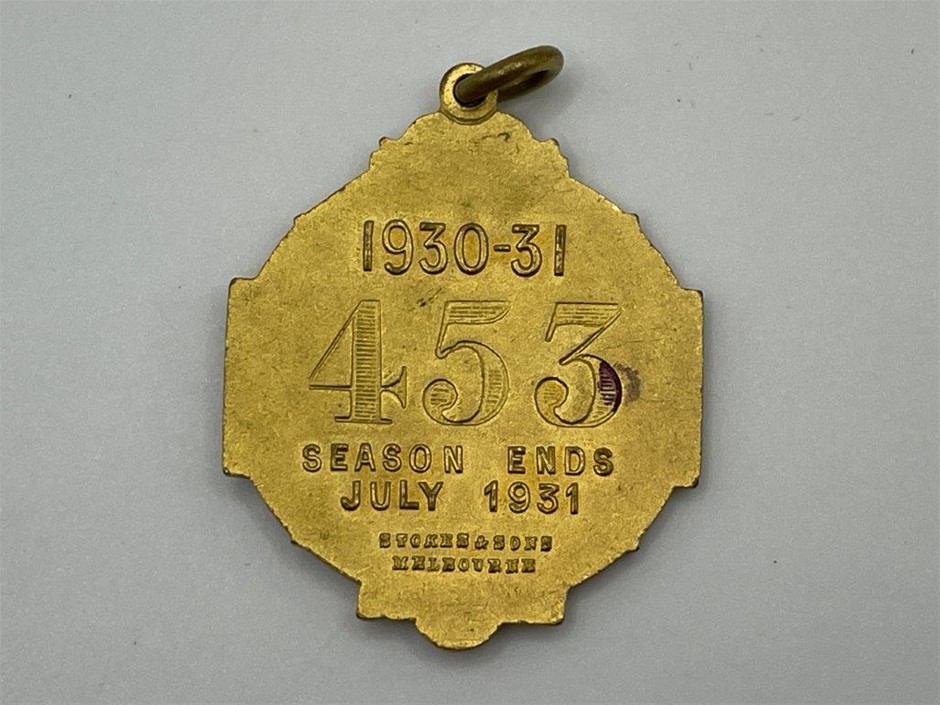 1930-31
453
SEASON ENDS
JULY 1931
STOKES & SONS
MELBOURNE